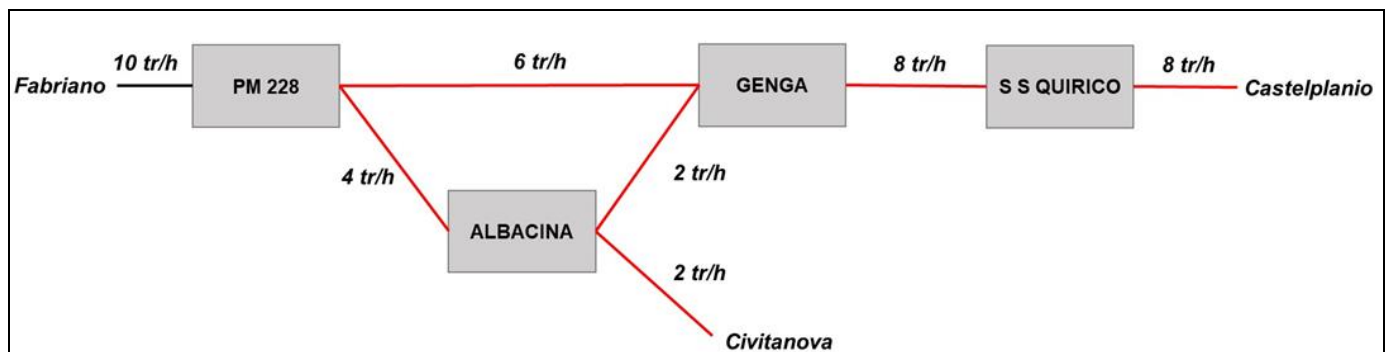 10 tr/h
6 tr/h
8 tr/h
8 tr/h
Fabriano
PM 228
GENGA
S S QUIRICO
Castelplanio
4 tr/h
2 tr/h
ALBACINA
2 tr/h
Civitanova